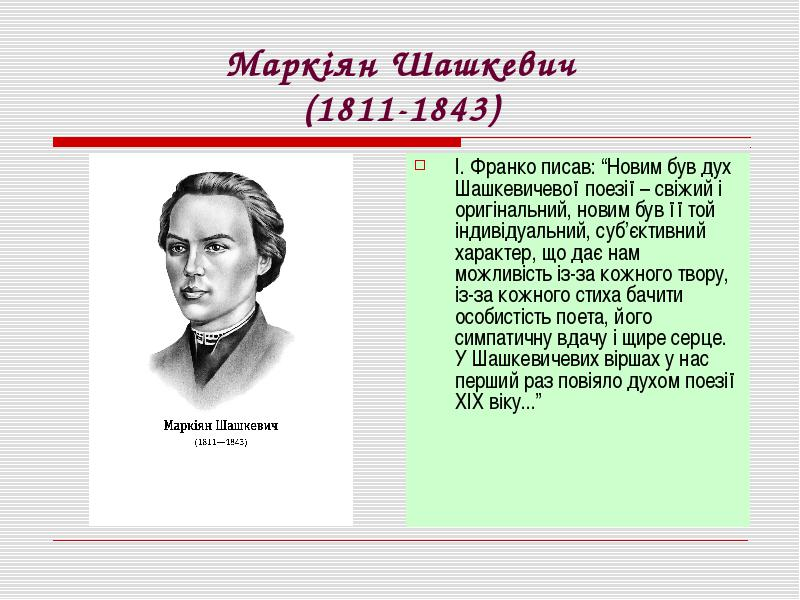 Маркіян Шашкевич
(1811-1843)
Маркіян Шашкевич
(1811—1843)
І. Франко писав: “Новим був дух
Шашкевичевої поезії – свіжий і
оригінальний, новим був її той
індивідуальний, суб’єктивний
характер, що дає нам
можливість із-за кожного твору,
із-за кожного стиха бачити
особистість поета, його
симпатичну вдачу і щире серце.
У Шашкевичевих віршах у нас
перший раз повіяло духом поезії
XIX віку...”